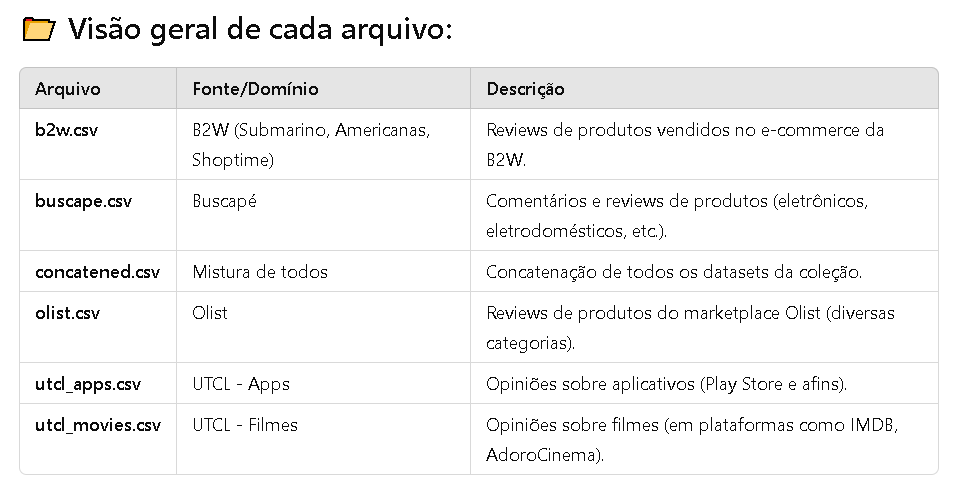 Visão geral de cada arquivo:
Arquivo Fonte/Domínio Descrição
b2w.csv B2W (Submarino, Americanas, Reviews de produtos vendidos no e-commerce da
Shoptime) B2W.
buscape.csv Buscapé Comentários e reviews de produtos (eletrônicos,
eletrodomésticos, etc.).
concatened.csv Mistura de todos Concatenação de todos os datasets da coleção.
olist.csv Olist Reviews de produtos do marketplace Olist (diversas
categorias).
utcl_apps.csv UTCL - Apps Opiniões sobre aplicativos (Play Store e afins).
utcl_movies.csv UTCL - Filmes Opiniões sobre filmes (em plataformas como IMDB,
AdoroCinema).